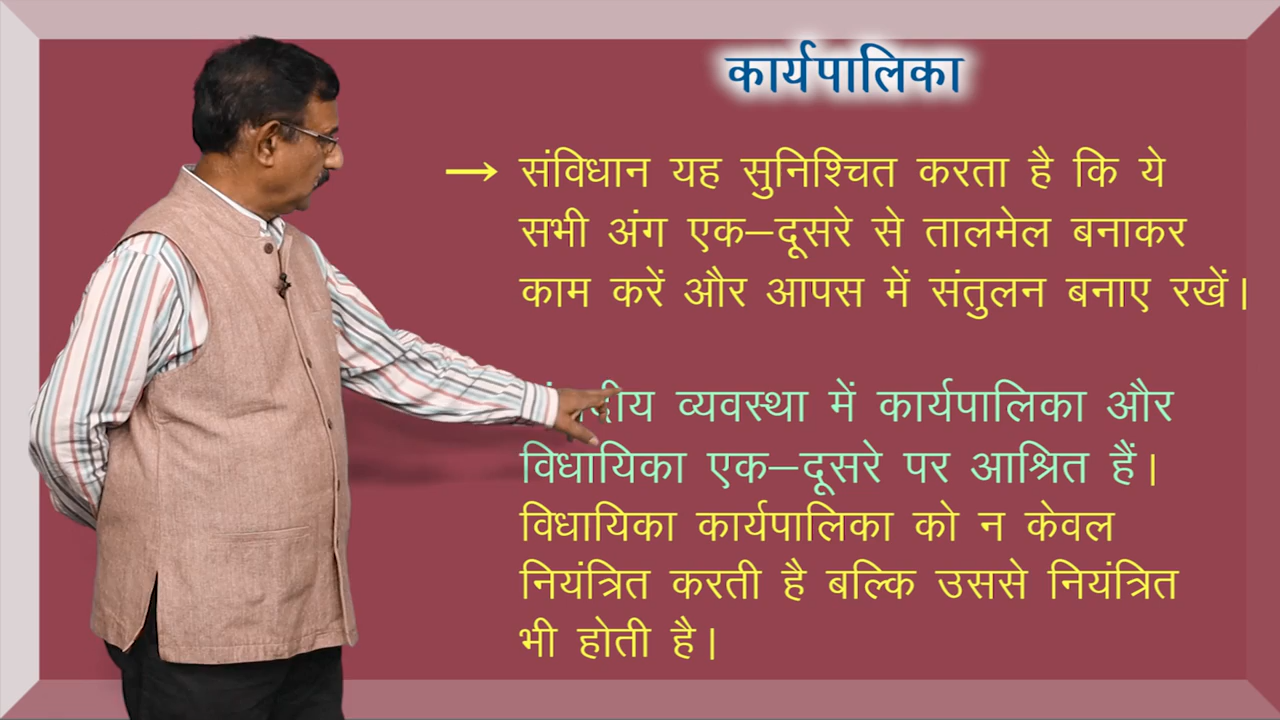 कार्यपालिका
→ संविधान यह सुनिश्चित करता है कि ये
सभी अंग एक–दूसरे से तालमेल बनाकर
काम करें और आपस में संतुलन बनाए रखें।
व्यवस्था में कार्यपालिका और
विधायिका एक–दूसरे पर आश्रित हैं।
विधायिका कार्यपालिका को न केवल
नियंत्रित करती है बल्कि उससे नियंत्रित
भी होती है।